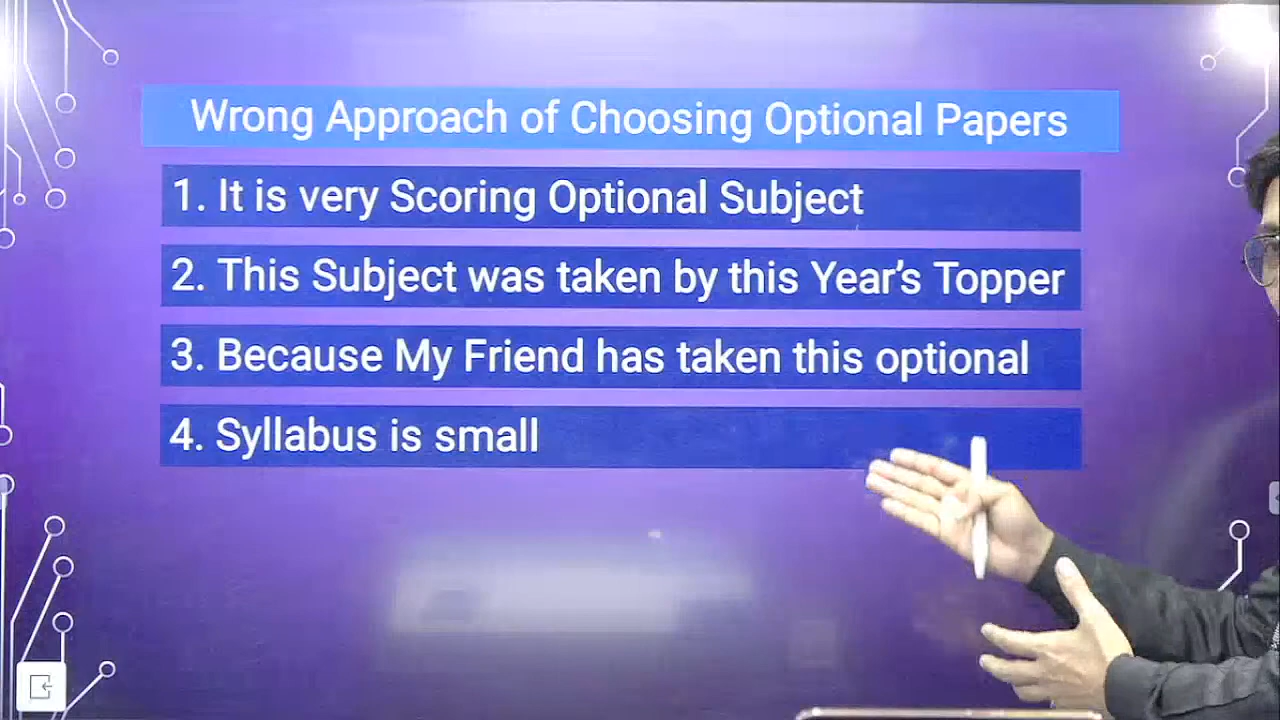 Wrong Approach of Choosing Optional Papers
1. It is very Scoring Optional Subject
2. This Subject was taken by this Year's Topper
3. Because My Friend has taken this optional
4. Syllabus is small